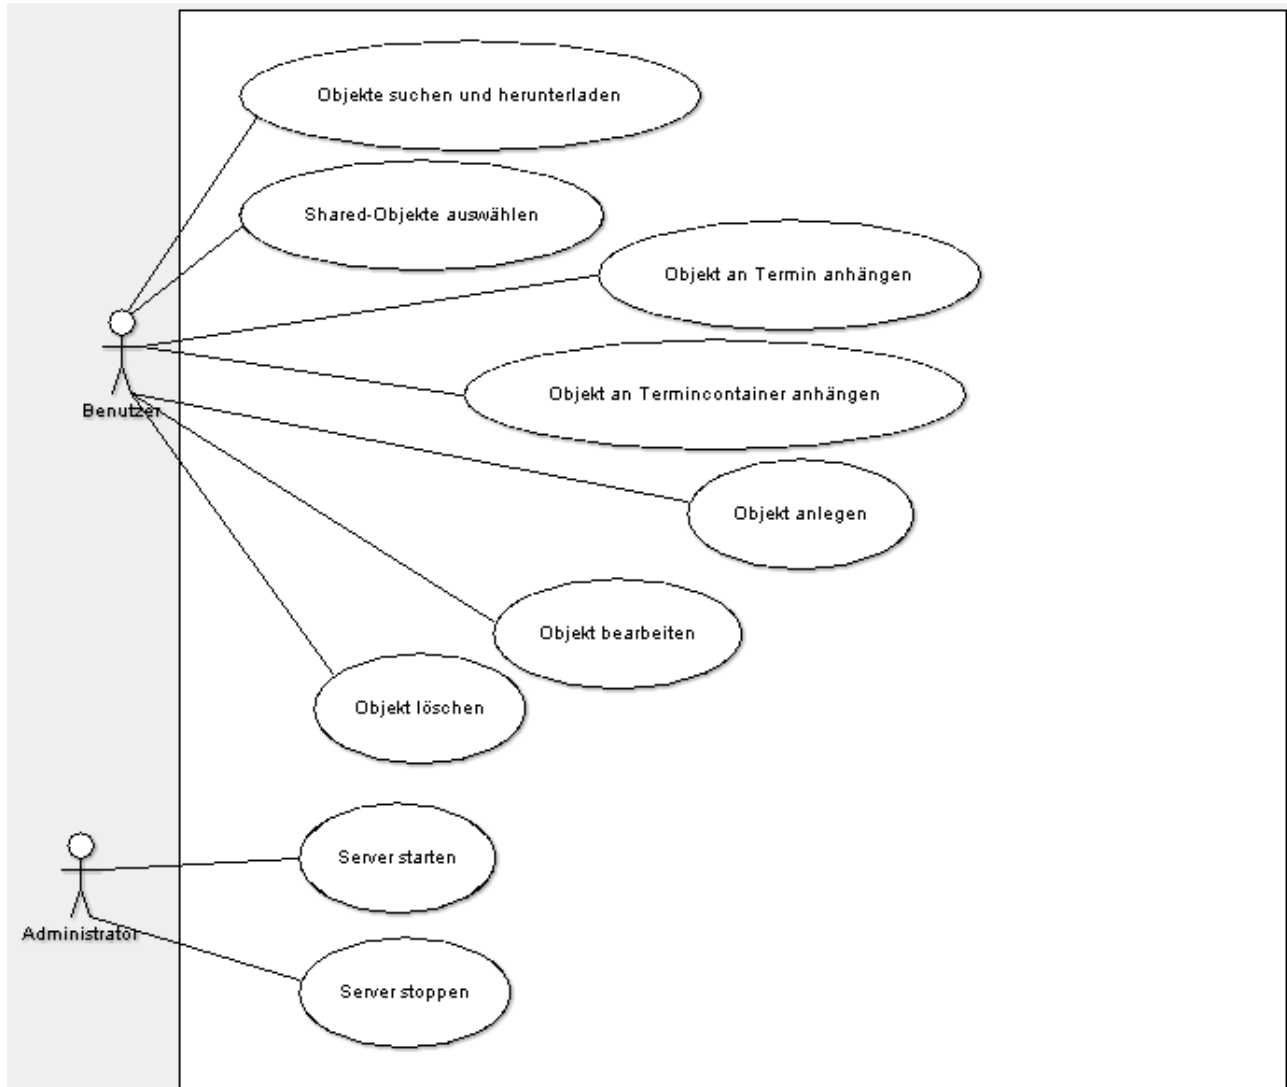 Objekte suchen und herunterladen
Shared-Objekte auswählen
Objekt an Termin anhängen
Benutzer
Objekt an Termincontainer anhängen
Objekt anlegen
Objekt bearbeiten
Objekt löschen
Server starten
Administrator
Server stoppen